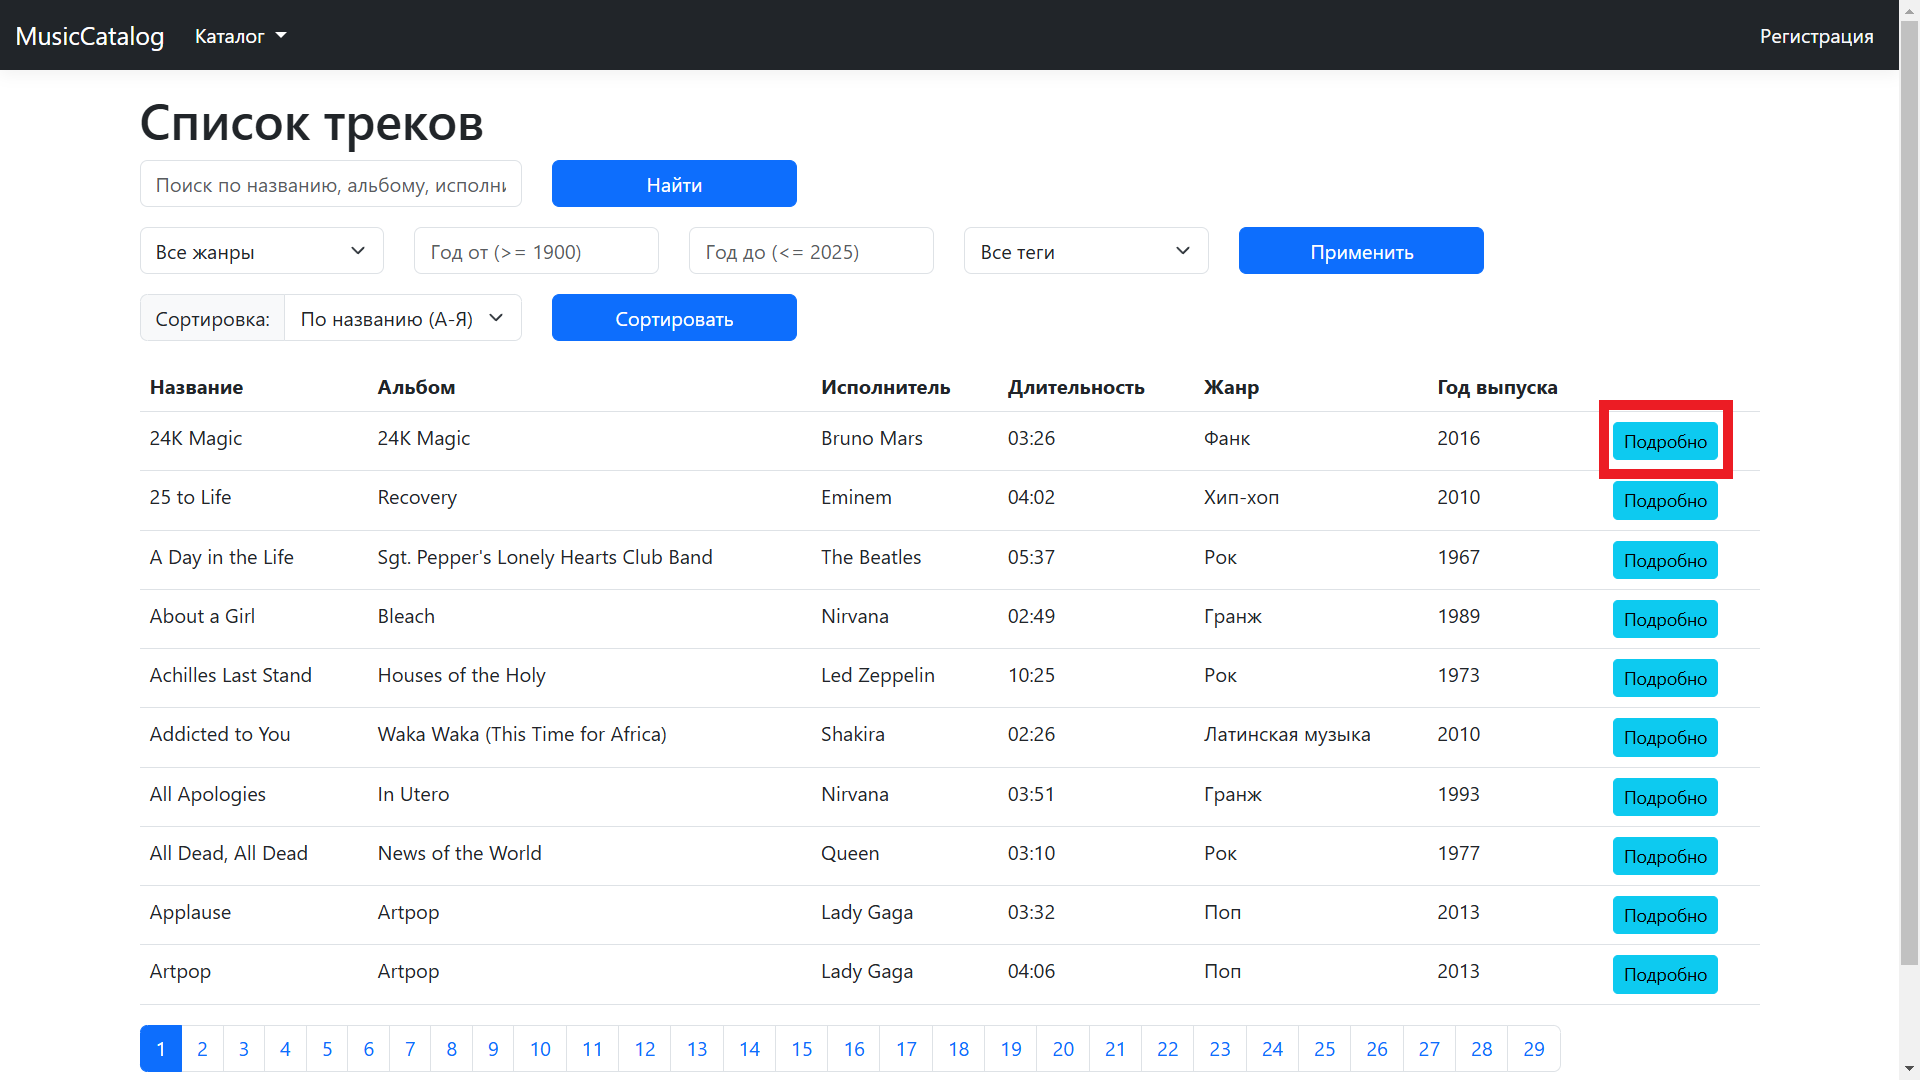 MusicCatalog Каталог Регистрация
Список треков
Поиск по названию, альбому, исполни Найти
Все жанры Год от (>= 1900) Год до (<= 2025) Все теги Применить
Сортировка: По названию (А-Я) Сортировать
Название Альбом Исполнитель Длительность Жанр Год выпуска
24K Magic 24K Magic Bruno Mars 03:26 Фанк 2016 Подробно
25 to Life Recovery Eminem 04:02 Хип-хоп 2010 Подробно
A Day in the Life Sgt. Pepper's Lonely Hearts Club Band The Beatles 05:37 Рок 1967 Подробно
About a Girl Bleach Nirvana 02:49 Гранж 1989 Подробно
Achilles Last Stand Houses of the Holy Led Zeppelin 10:25 Рок 1973 Подробно
Addicted to You Waka Waka (This Time for Africa) Shakira 02:26 Латинская музыка 2010 Подробно
All Apologies In Utero Nirvana 03:51 Гранж 1993 Подробно
All Dead, All Dead News of the World Queen 03:10 Рок 1977 Подробно
Applause Artpop Lady Gaga 03:32 Поп 2013 Подробно
Artpop Artpop Lady Gaga 04:06 Поп 2013 Подробно
1 2 3 4 5 6 7 8 9 10 11 12 13 14 15 16 17 18 19 20 21 22 23 24 25 26 27 28 29